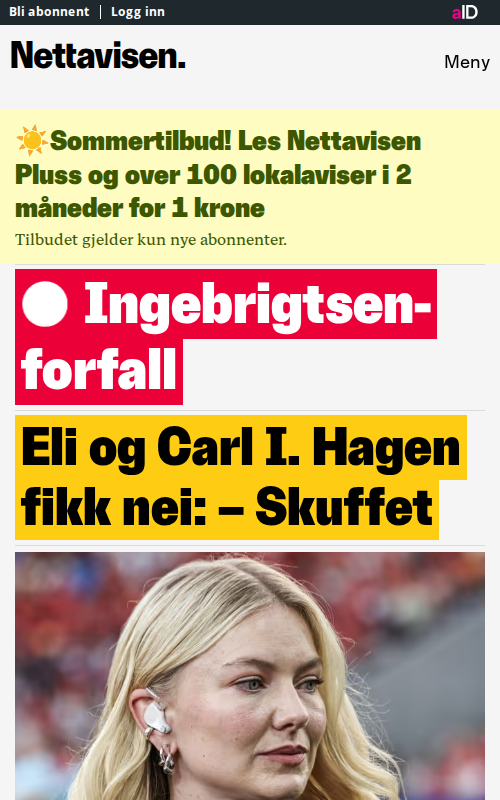 Bli abonnent | Logg inn
aID
Nettavisen.
Meny
☀️Sommertilbud! Les Nettavisen
Pluss og over 100 lokalaviser i 2
måneder for 1 krone
Tilbudet gjelder kun nye abonnenter.
Ingebrigtsen-
forfall
Eli og Carl I. Hagen
fikk nei: – Skuffet